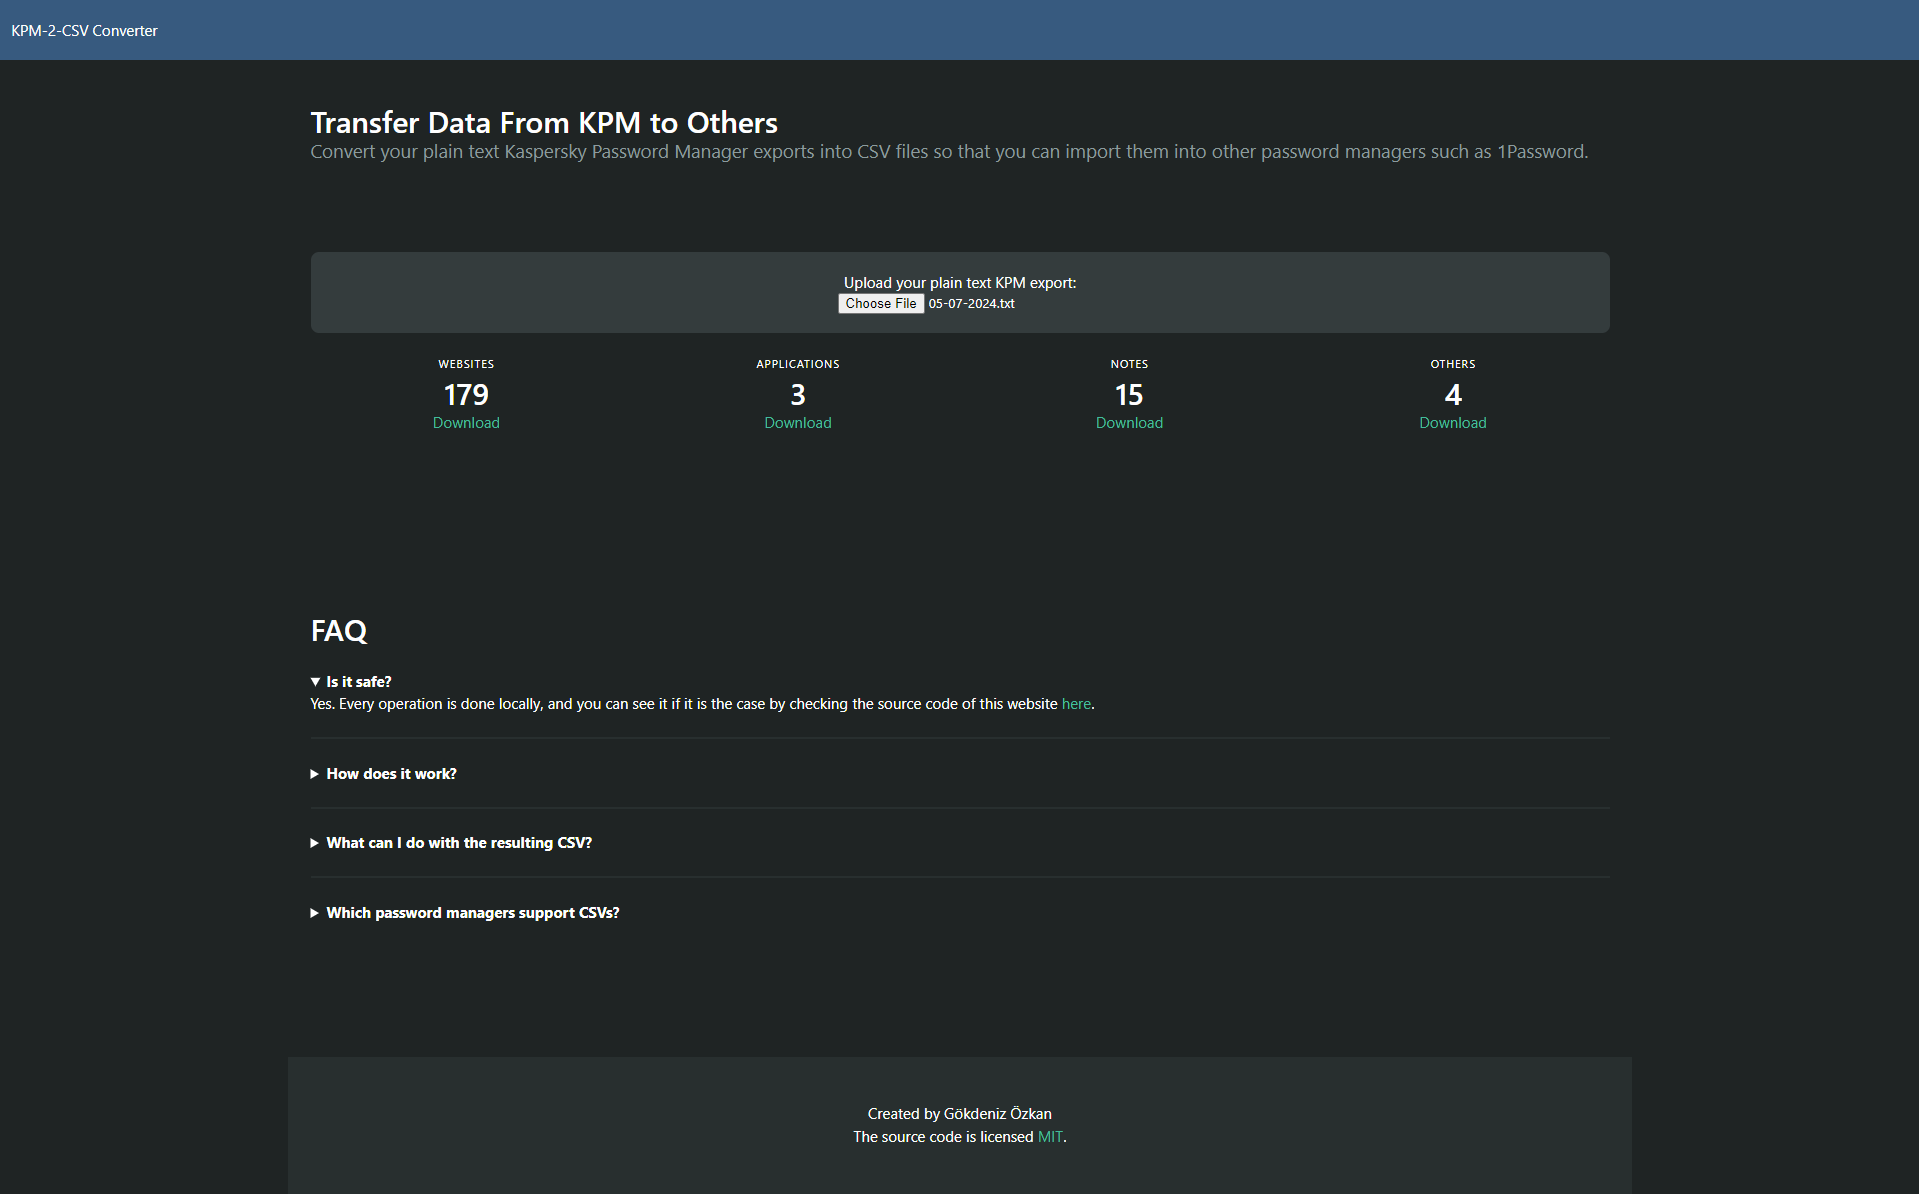 KPM-2-CSV Converter
Transfer Data From KPM to Others
Convert your plain text Kaspersky Password Manager exports into CSV files so that you can import them into other password managers such as 1Password.
Upload your plain text KPM export:
Choose File 05-07-2024.txt
WEBSITES APPLICATIONS NOTES OTHERS
179 3 15 4
Download Download Download Download
FAQ
Is it safe?
Yes. Every operation is done locally, and you can see it if it is the case by checking the source code of this website here.
How does it work?
What can I do with the resulting CSV?
Which password managers support CSVs?
Created by Gökdeniz Özkan
The source code is licensed MIT.